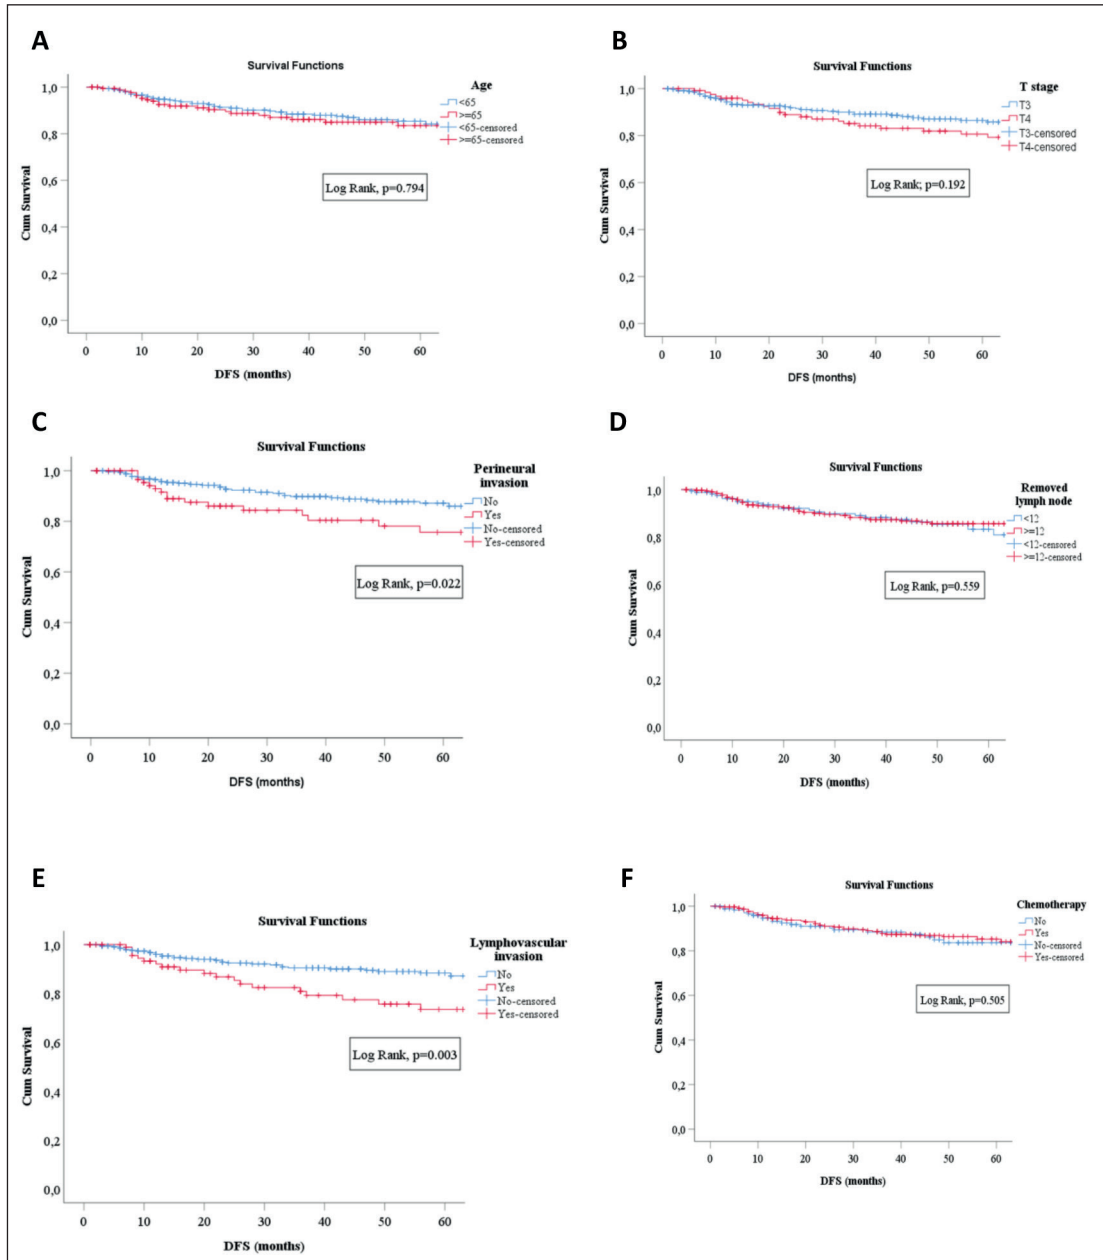 A
Survival Functions
Age
<65
>=65
<65-censored
>=65-censored
Log Rank, p=0.794
Cum Survival
1,0
0,8
0,6
0,4
0,2
0,0
0 10 20 30 40 50 60
DFS (months)
B
Survival Functions
T stage
T3
T4
T3-censored
T4-censored
Log Rank; p=0.192
Cum Survival
1,0
0,8
0,6
0,4
0,2
0,0
0 10 20 30 40 50 60
DFS (months)
C
Survival Functions
Perineural
invasion
No
Yes
No-censored
Yes-censored
Log Rank, p=0.022
Cum Survival
1,0
0,8
0,6
0,4
0,2
0,0
0 10 20 30 40 50 60
DFS (months)
D
Survival Functions
Removed
lymph node
<12
>=12
<12-censored
>=12-censored
Log Rank, p=0.559
Cum Survival
1,0
0,8
0,6
0,4
0,2
0,0
0 10 20 30 40 50 60
DFS (months)
E
Survival Functions
Lymphovascular
invasion
No
Yes
No-censored
Yes-censored
Log Rank, p=0.003
Cum Survival
1,0
0,8
0,6
0,4
0,2
0,0
0 10 20 30 40 50 60
DFS (months)
F
Survival Functions
Chemotherapy
No
Yes
No-censored
Yes-censored
Log Rank, p=0.505
Cum Survival
1,0
0,8
0,6
0,4
0,2
0,0
0 10 20 30 40 50 60
DFS (months)